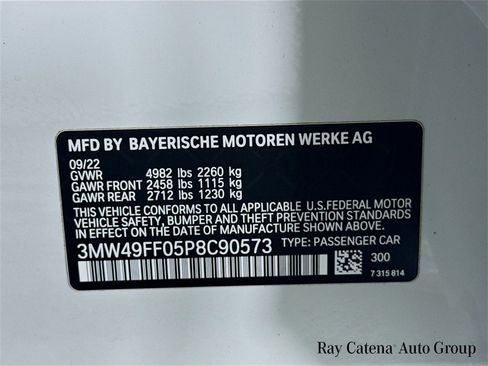 MFD BY BAYERISCHE MOTOREN WERKE AG
09/22
GVWR 4982 lbs 2260 kg
GAWR FRONT 2458 lbs 1115 kg
GAWR REAR 2712 lbs 1230 kg
THIS VEHICLE CONFORMS TO ALL APPLICABLE U.S.FEDERAL MOTOR
VEHICLE SAFETY, BUMPER AND THEFT PREVENTION STANDARDS
IN EFFECT ON THE DATE OF MANUFACTURE SHOWN ABOVE.
3MW49FF05P8C90573 TYPE: PASSENGER CAR
300
7 315 814
Ray Catena Auto Group